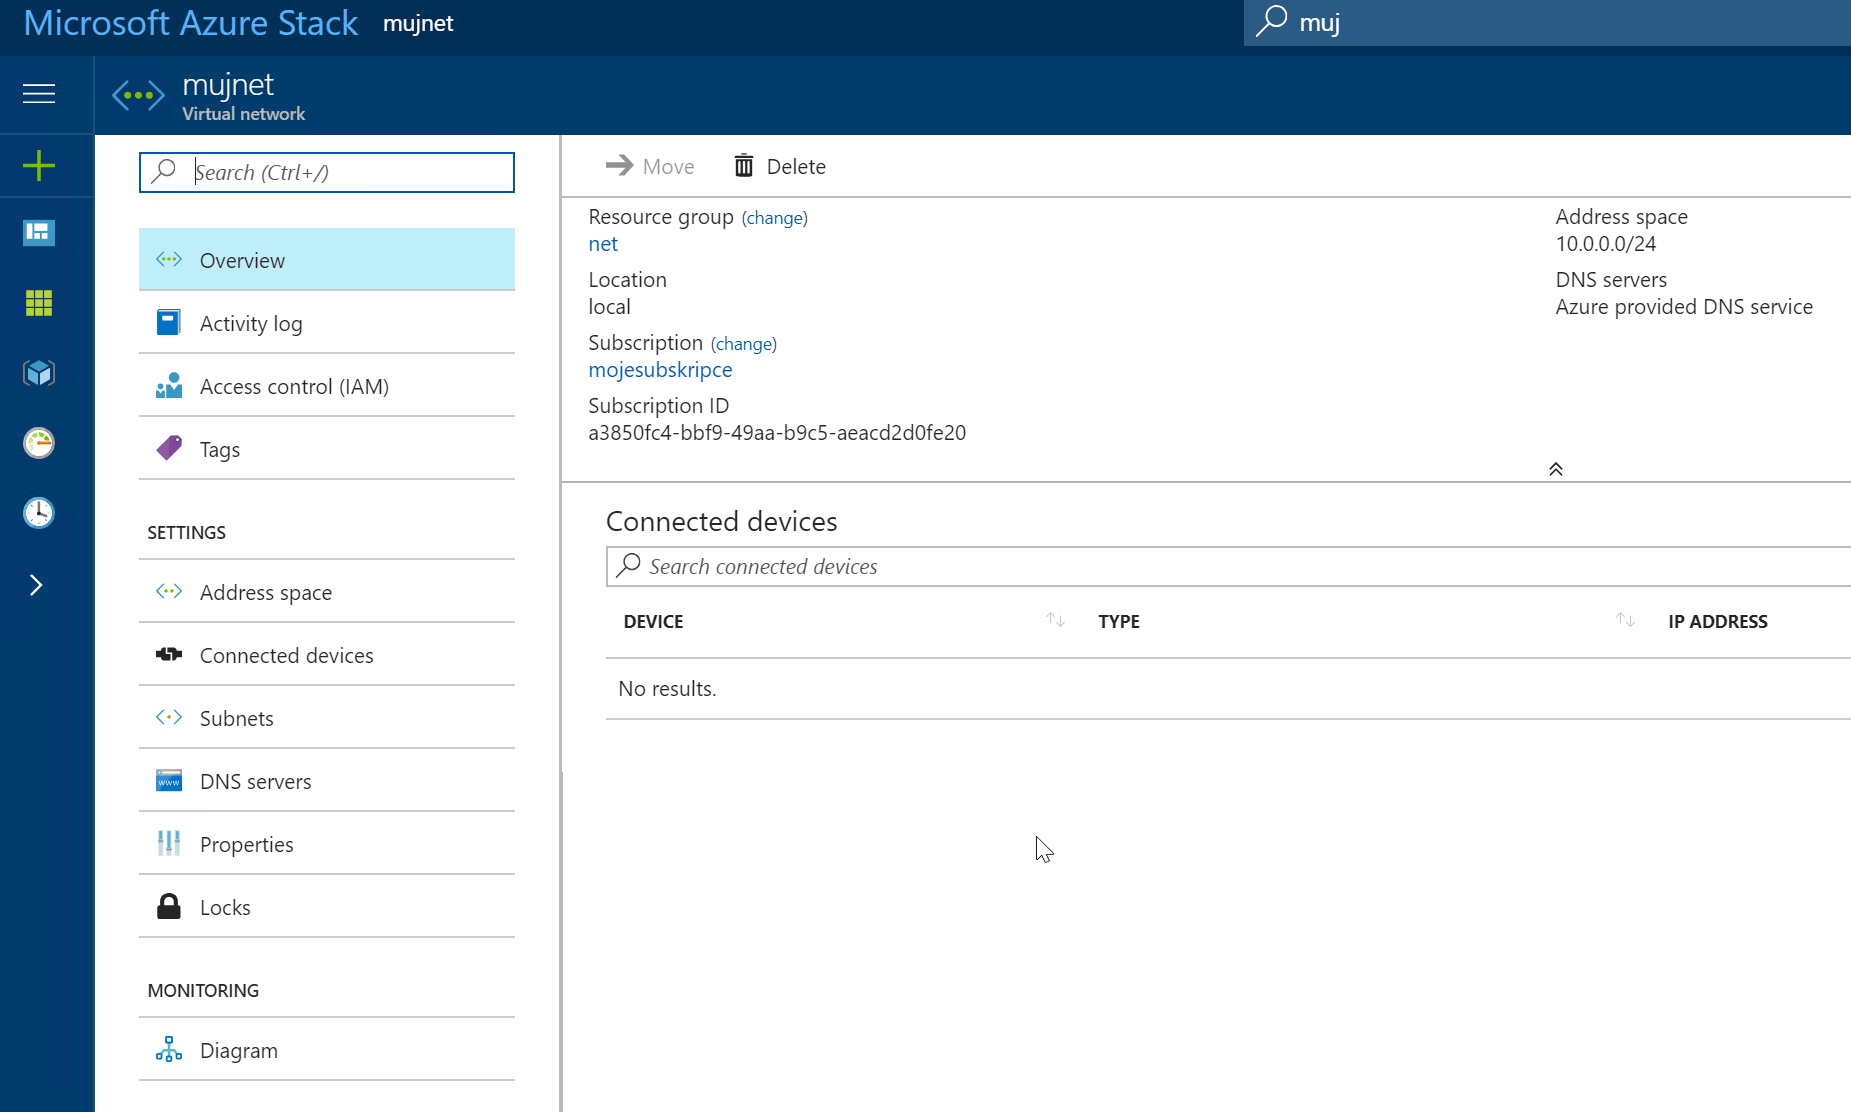 Microsoft Azure Stack mujnet
muj
mujnet
Virtual network
Search (Ctrl+/)
Overview
Activity log
Access control (IAM)
Tags
SETTINGS
Address space
Connected devices
Subnets
DNS servers
Properties
Locks
MONITORING
Diagram
Move Delete
Resource group (change)
net
Location
local
Subscription (change)
mojesubskripce
Subscription ID
a3850fc4-bbf9-49aa-b9c5-aeacd2d0fe20
Address space
10.0.0.0/24
DNS servers
Azure provided DNS service
Connected devices
Search connected devices
DEVICE TYPE IP ADDRESS
No results.